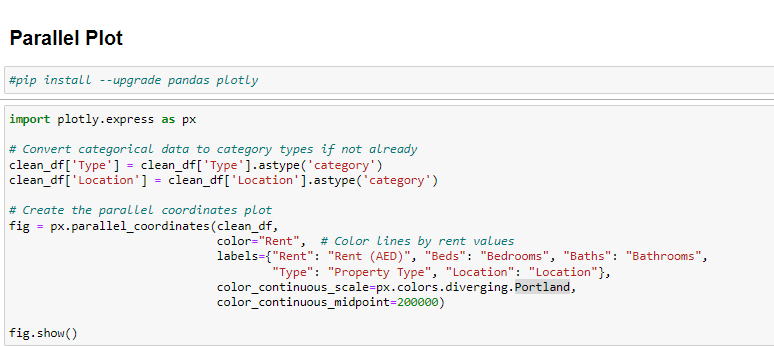 Parallel Plot
#pip install --upgrade pandas plotly
import plotly.express as px
# Convert categorical data to category types if not already
clean_df['Type'] = clean_df['Type'].astype('category')
clean_df['Location'] = clean_df['Location'].astype('category')
# Create the parallel coordinates plot
fig = px.parallel_coordinates(clean_df,
color="Rent",  # Color lines by rent values
labels={"Rent": "Rent (AED)", "Beds": "Bedrooms", "Baths": "Bathrooms",
"Type": "Property Type", "Location": "Location"},
color_continuous_scale=px.colors.diverging.Portland,
color_continuous_midpoint=200000)
fig.show()